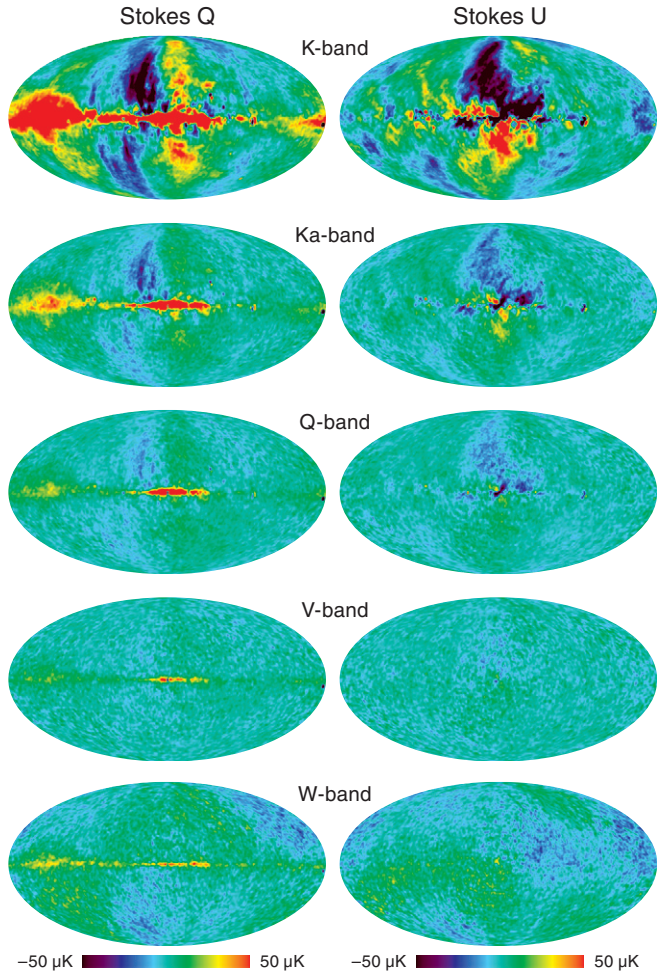 Stokes Q Stokes U
K-band
Ka-band
Q-band
V-band
W-band
−50 μK 50 μK −50 μK 50 μK